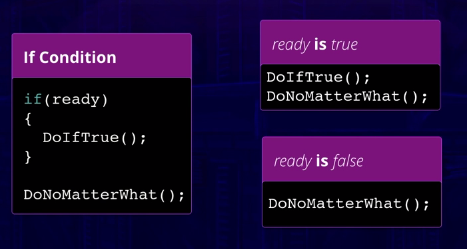 If Condition
if(ready)
{
  DoIfTrue();
}
DoNoMatterWhat();
ready is true
DoIfTrue();
DoNoMatterWhat();
ready is false
DoNoMatterWhat();